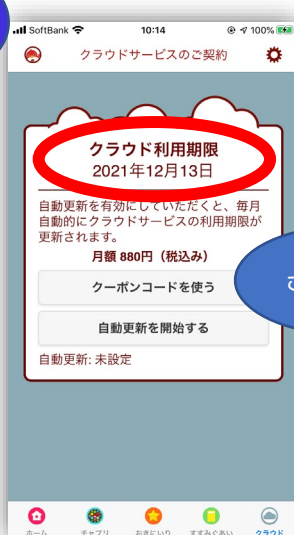 SoftBank 10:14 100%
クラウドサービスのご契約
クラウド利用期限
2021年12月13日
自動更新を有効にしていただくと、毎月
自動的にクラウドサービスの利用期限が
更新されます。
月額 880円（税込み）
クーポンコードを使う
自動更新を開始する
自動更新: 未設定
ホーム チャプリ おきにいり すすみぐあい クラウド